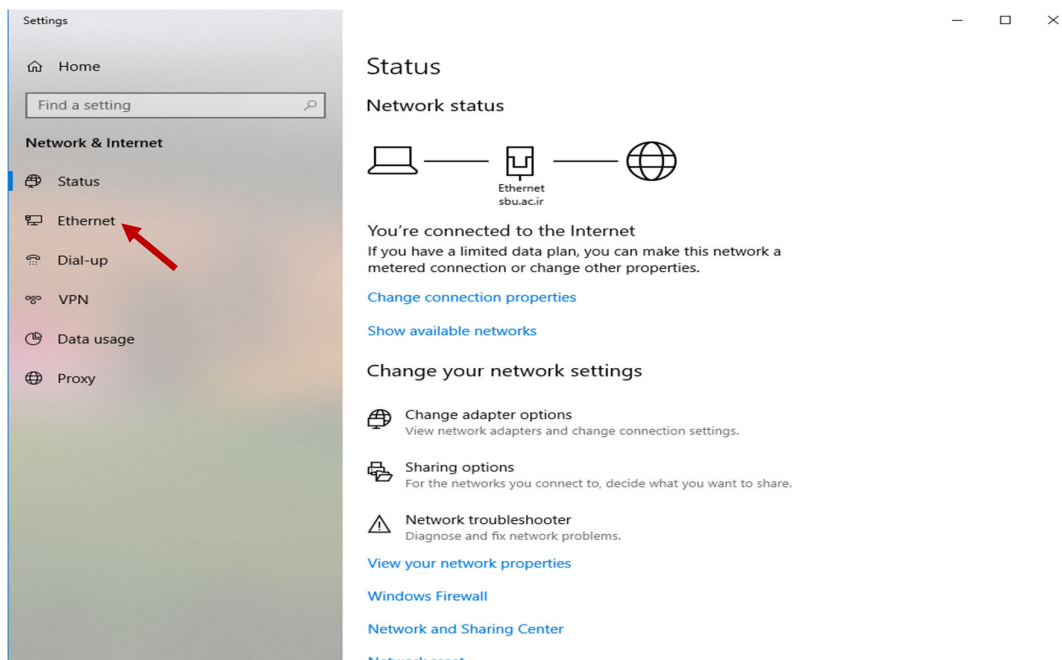 Settings
Home
Find a setting
Network & Internet
Status
Ethernet
Dial-up
VPN
Data usage
Proxy
Status
Network status
Ethernet
sbu.ac.ir
You're connected to the Internet
If you have a limited data plan, you can make this network a
metered connection or change other properties.
Change connection properties
Show available networks
Change your network settings
Change adapter options
View network adapters and change connection settings.
Sharing options
For the networks you connect to, decide what you want to share.
Network troubleshooter
Diagnose and fix network problems.
View your network properties
Windows Firewall
Network and Sharing Center